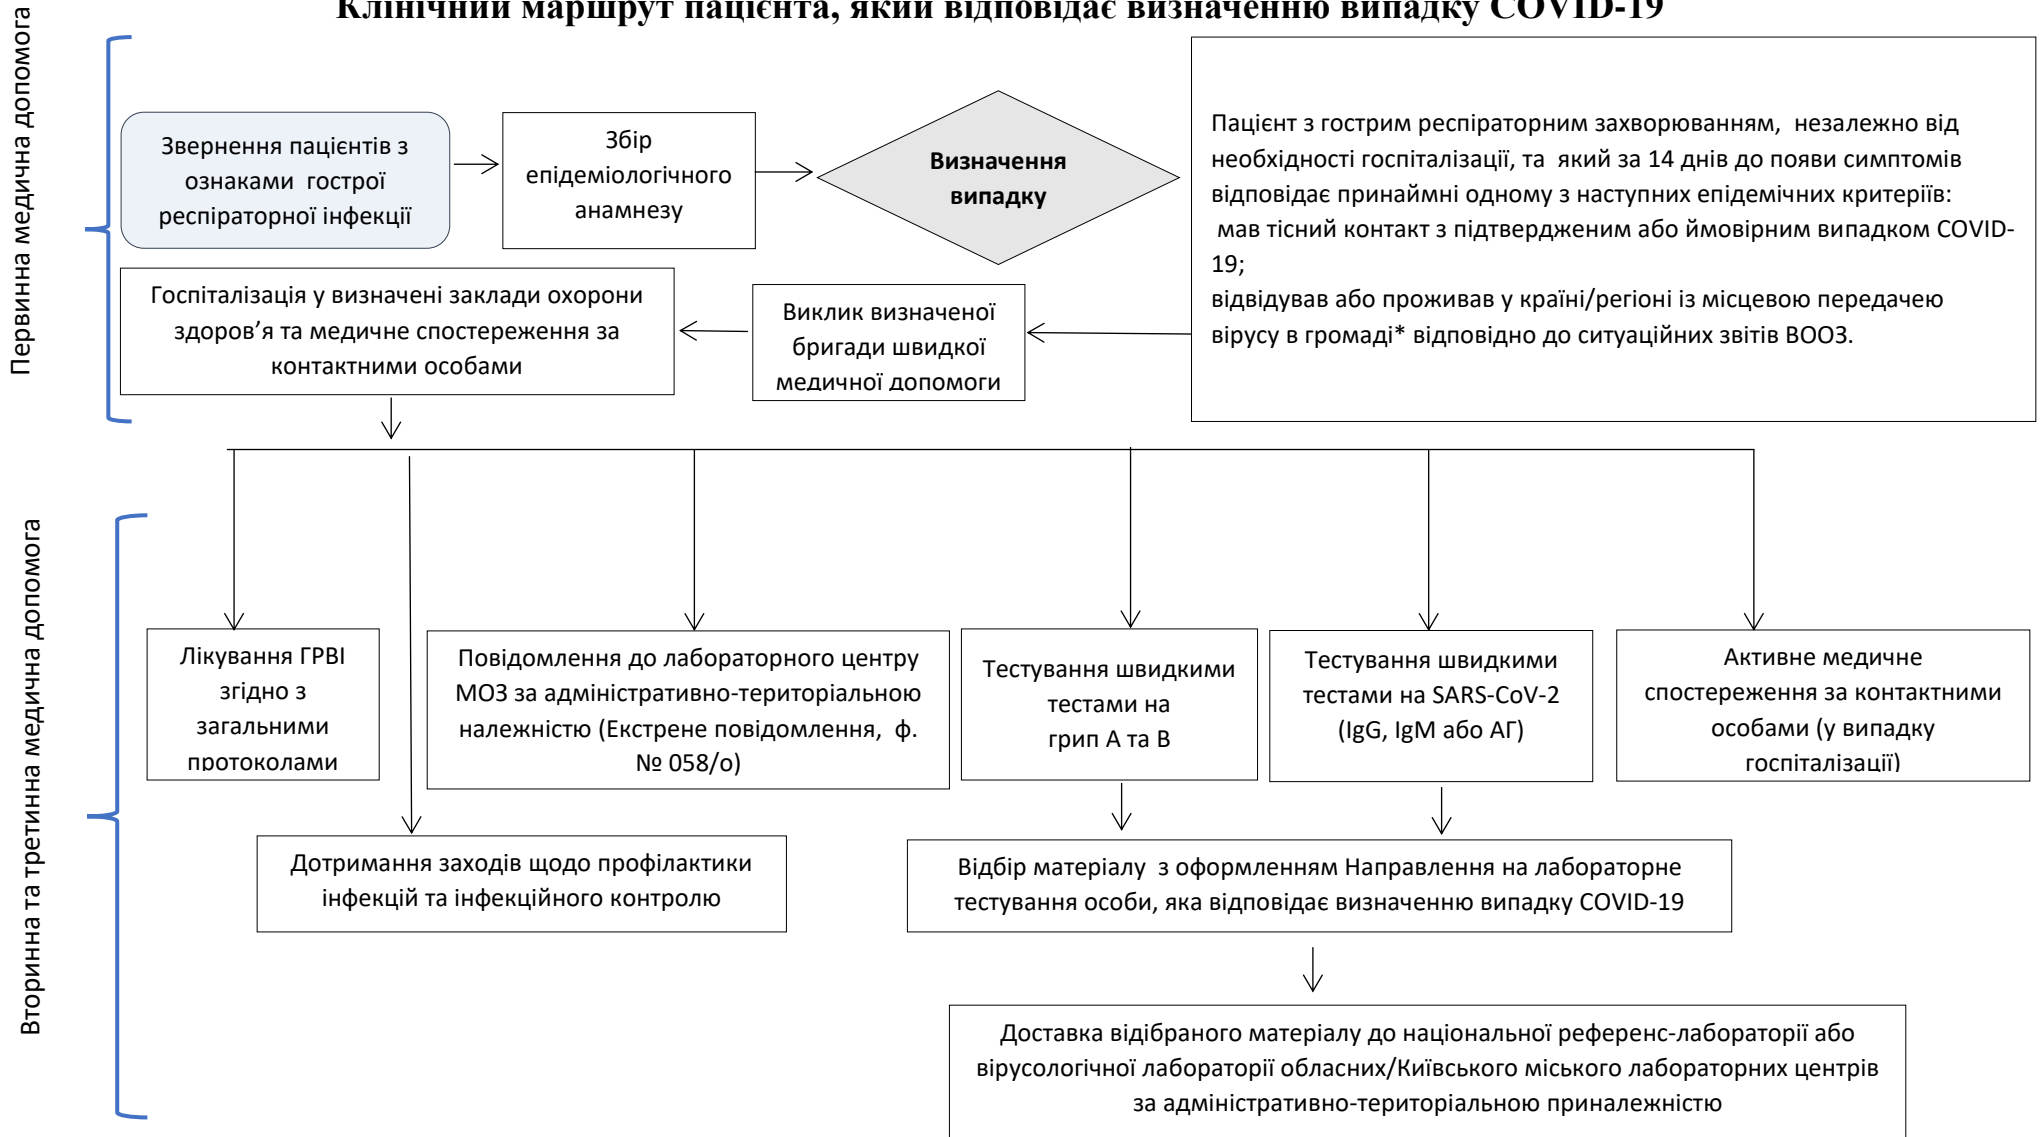 Клінічний маршрут пацієнта, який відповідає визначенню випадку COVID-19
Первинна медична допомога
Звернення пацієнтів з
ознаками гострої
респіраторної інфекції
Збір
епідеміологічного
анамнезу
Визначення
випадку
Пацієнт з гострим респіраторним захворюванням, незалежно від
необхідності госпіталізації, та який за 14 днів до появи симптомів
відповідає принаймні одному з наступних епідемічних критеріїв:
мав тісний контакт з підтвердженим або ймовірним випадком COVID-
19;
відвідував або проживав у країні/регіоні із місцевою передачею
вірусу в громаді* відповідно до ситуаційних звітів ВООЗ.
Виклик визначеної
бригади швидкої
медичної допомоги
Госпіталізація у визначені заклади охорони
здоров’я та медичне спостереження за
контактними особами
Вторинна та третинна медична допомога
Лікування ГРВІ
згідно з
загальними
протоколами
Повідомлення до лабораторного центру
МОЗ за адміністративно-територіальною
належністю (Екстрене повідомлення, ф.
№ 058/о)
Тестування швидкими
тестами на
грип А та В
Тестування швидкими
тестами на SARS-CoV-2
(IgG, IgM або АГ)
Активне медичне
спостереження за контактними
особами (у випадку
госпіталізації)
Дотримання заходів щодо профілактики
інфекцій та інфекційного контролю
Відбір матеріалу з оформленням Направлення на лабораторне
тестування особи, яка відповідає визначенню випадку COVID-19
Доставка відібраного матеріалу до національної референс-лабораторії або
вірусологічної лабораторії обласних/Київського міського лабораторних центрів
за адміністративно-територіальною приналежністю